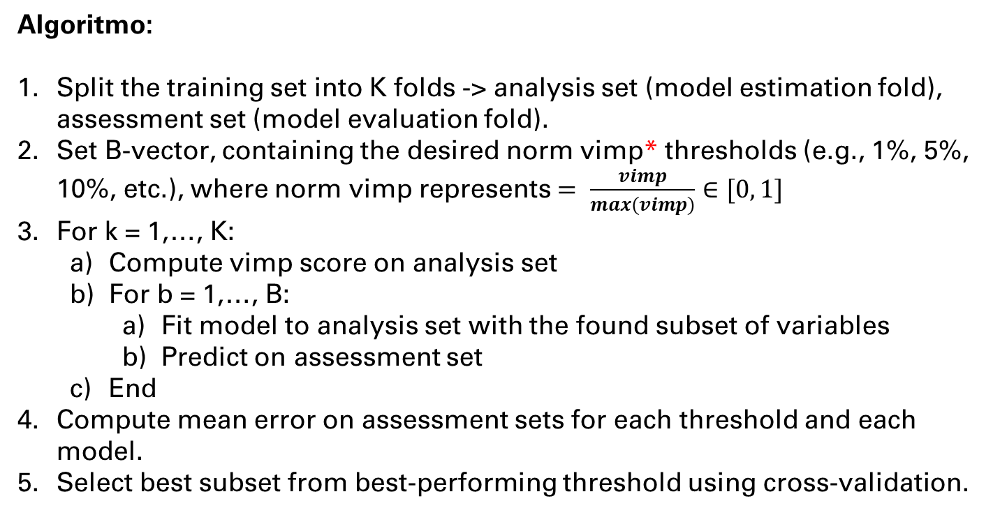 Algoritmo:
1. Split the training set into K folds -> analysis set (model estimation fold),
assessment set (model evaluation fold).
2. Set B-vector, containing the desired norm vimp* thresholds (e.g., 1%, 5%,
10%, etc.), where norm vimp represents = vimp / max(vimp) ∈ [0, 1]
3. For k = 1,…, K:
a) Compute vimp score on analysis set
b) For b = 1,…, B:
a) Fit model to analysis set with the found subset of variables
b) Predict on assessment set
c) End
4. Compute mean error on assessment sets for each threshold and each
model.
5. Select best subset from best-performing threshold using cross-validation.